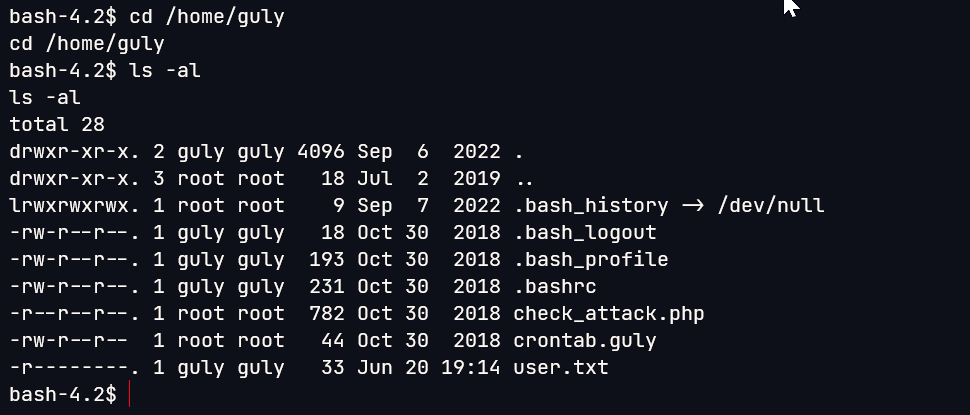 bash-4.2$ cd /home/guly
cd /home/guly
bash-4.2$ ls -al
ls -al
total 28
drwxr-xr-x. 2 guly guly 4096 Sep  6  2022 .
drwxr-xr-x. 3 root root   18 Jul  2  2019 ..
lrwxrwxrwx. 1 root root    9 Sep  7  2022 .bash_history -> /dev/null
-rw-r--r--. 1 guly guly   18 Oct 30  2018 .bash_logout
-rw-r--r--. 1 guly guly  193 Oct 30  2018 .bash_profile
-rw-r--r--. 1 guly guly  231 Oct 30  2018 .bashrc
-r--r--r--. 1 root root  782 Oct 30  2018 check_attack.php
-rw-r--r--  1 root root   44 Oct 30  2018 crontab.guly
-r--------. 1 guly guly   33 Jun 20 19:14 user.txt
bash-4.2$